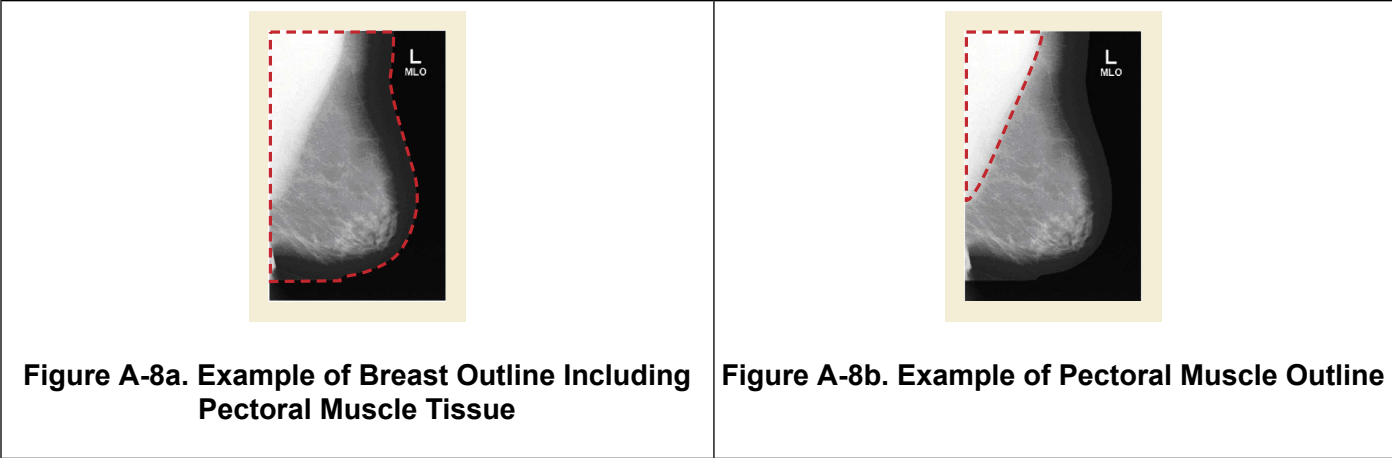 L
MLO
L
MLO
Figure A-8a. Example of Breast Outline Including
Pectoral Muscle Tissue
Figure A-8b. Example of Pectoral Muscle Outline